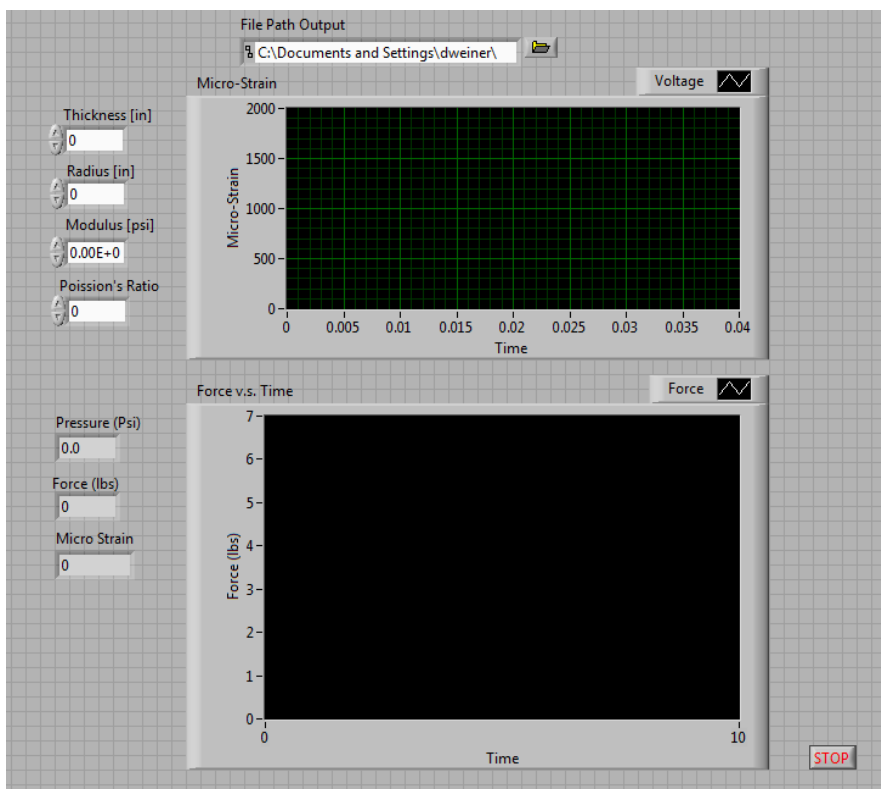 File Path Output
C:\Documents and Settings\dweiner\
Micro-Strain
Voltage
Thickness [in]
0
Radius [in]
0
Modulus [psi]
0.00E+0
Poission's Ratio
0
Micro-Strain
2000
1500
1000
500
0
0 0.005 0.01 0.015 0.02 0.025 0.03 0.035 0.04
Time
Force v.s. Time
Force
Pressure (Psi)
0.0
Force (lbs)
0
Micro Strain
0
Force (lbs)
7
6
5
4
3
2
1
0
0 10
Time
STOP